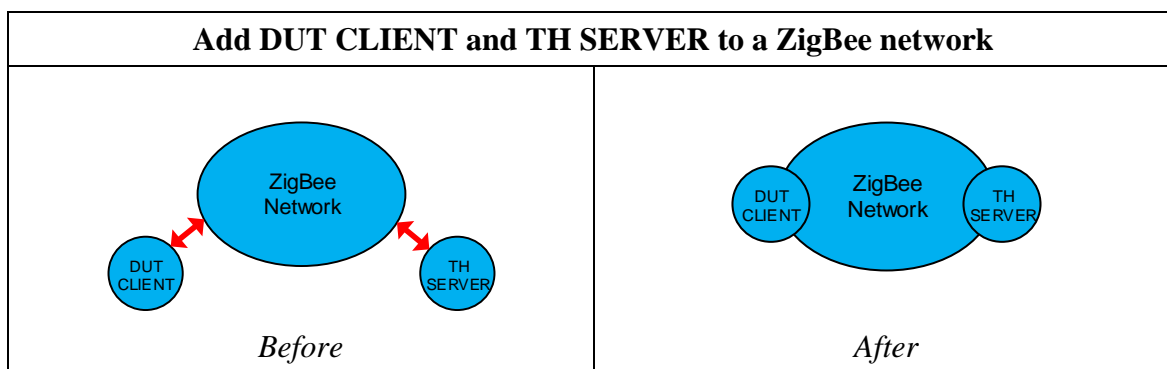 Add DUT CLIENT and TH SERVER to a ZigBee network
ZigBee
Network
DUT
CLIENT
TH
SERVER
Before
ZigBee
Network
DUT
CLIENT
TH
SERVER
After